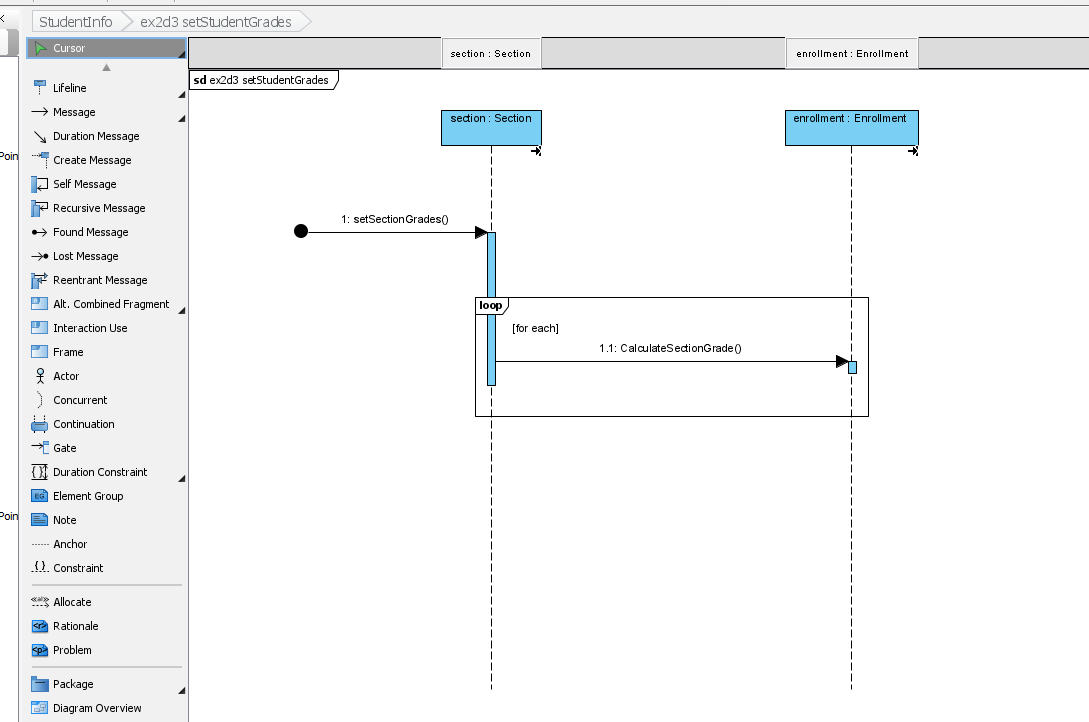 StudentInfo
ex2d3 setStudentGrades
Cursor
Lifeline
Message
Duration Message
Create Message
Self Message
Recursive Message
Found Message
Lost Message
Reentrant Message
Alt. Combined Fragment
Interaction Use
Frame
Actor
Concurrent
Continuation
Gate
Duration Constraint
Element Group
Note
Anchor
Constraint
Allocate
Rationale
Problem
Package
Diagram Overview
Poin
Poin
section : Section
enrollment : Enrollment
sd ex2d3 setStudentGrades
section : Section
enrollment : Enrollment
1: setSectionGrades()
loop
[for each]
1.1: CalculateSectionGrade()